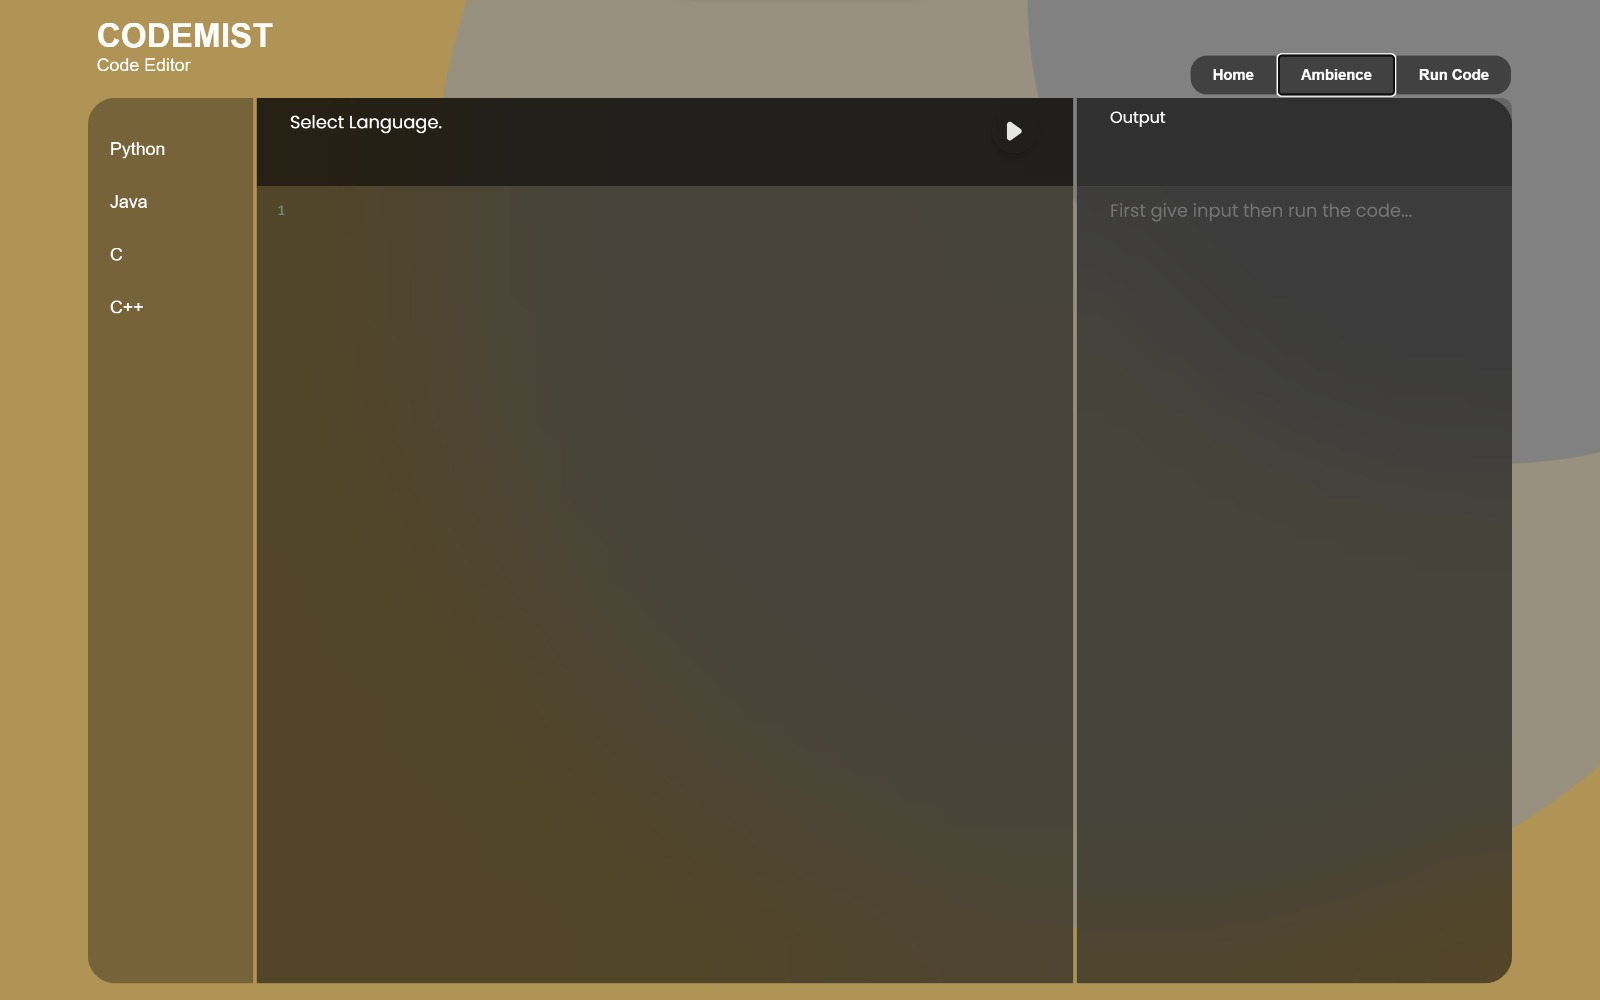 CODEMIST
Code Editor
Home
Ambience
Run Code
Python
Java
C
C++
Select Language.
1
Output
First give input then run the code...